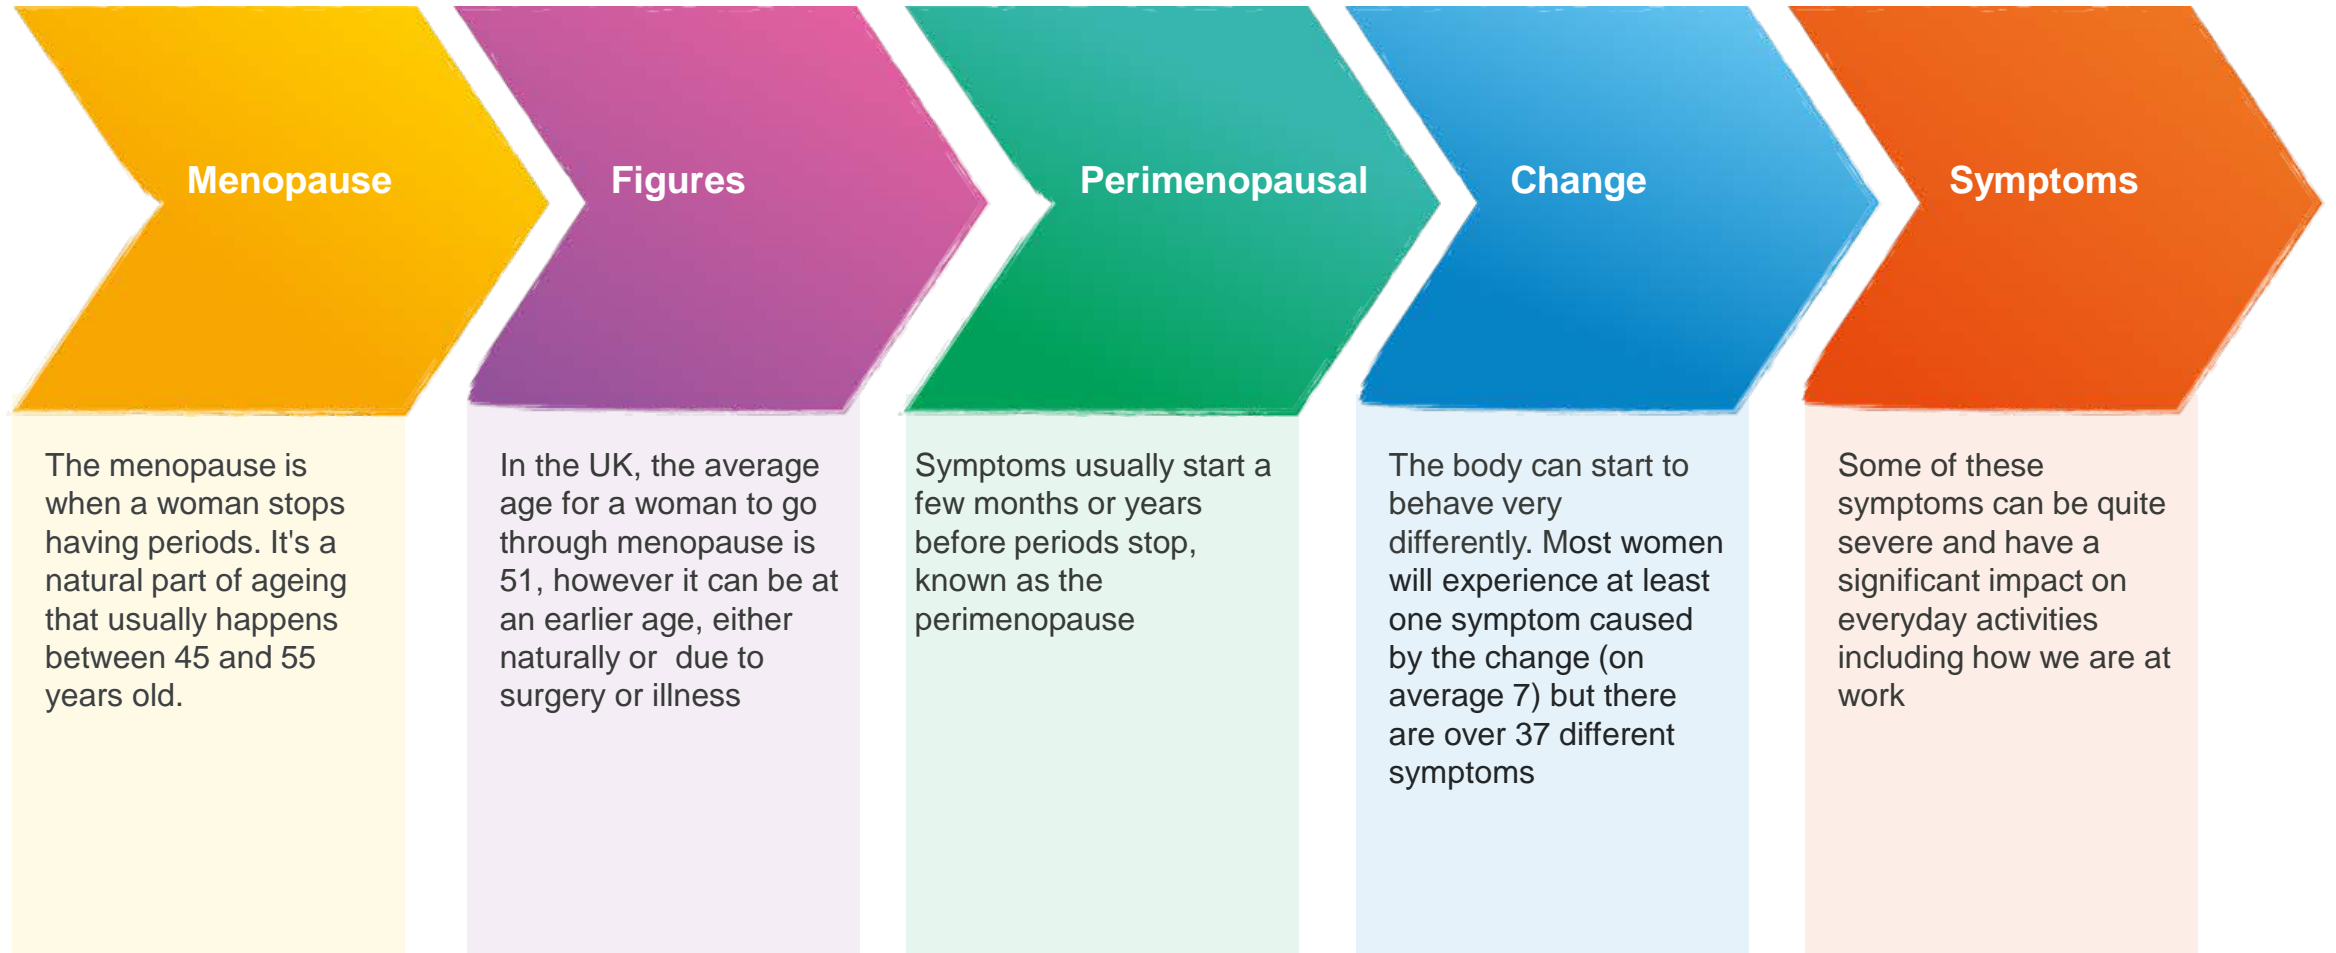 Menopause
The menopause is
when a woman stops
having periods. It's a
natural part of ageing
that usually happens
between 45 and 55
years old.
Figures
In the UK, the average
age for a woman to go
through menopause is
51, however it can be at
an earlier age, either
naturally or  due to
surgery or illness
Perimenopausal
Symptoms usually start a
few months or years
before periods stop,
known as the
perimenopause
Change
The body can start to
behave very
differently. Most women
will experience at least
one symptom caused
by the change (on
average 7) but there
are over 37 different
symptoms
Symptoms
Some of these
symptoms can be quite
severe and have a
significant impact on
everyday activities
including how we are at
work